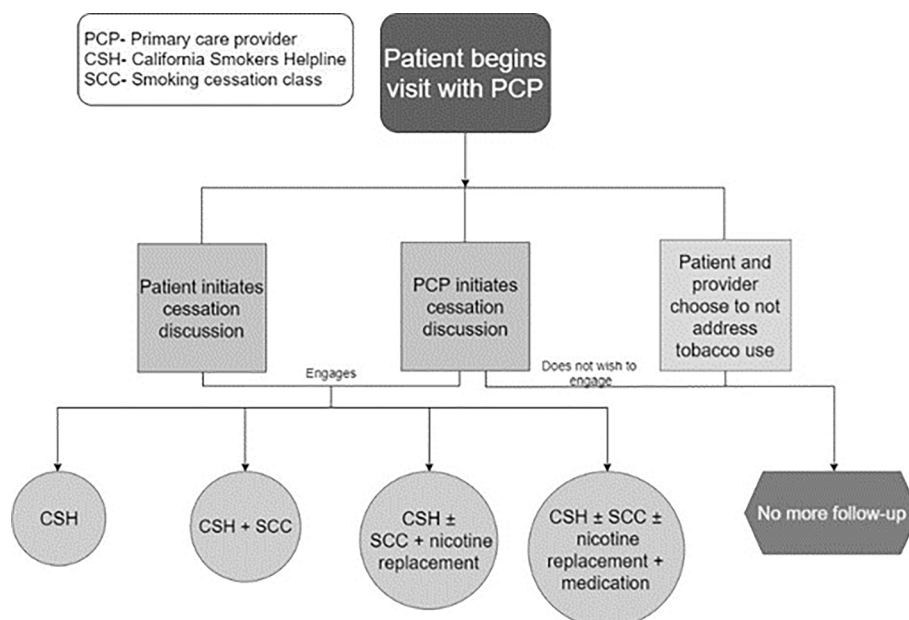 PCP- Primary care provider
CSH- California Smokers Helpline
SCC- Smoking cessation class
Patient begins
visit with PCP
Patient initiates
cessation
discussion
PCP initiates
cessation
discussion
Patient and
provider
choose to not
address
tobacco use
Engages
Does not wish to
engage
CSH
CSH + SCC
CSH ±
SCC + nicotine
replacement
CSH ± SCC ±
nicotine
replacement +
medication
No more follow-up